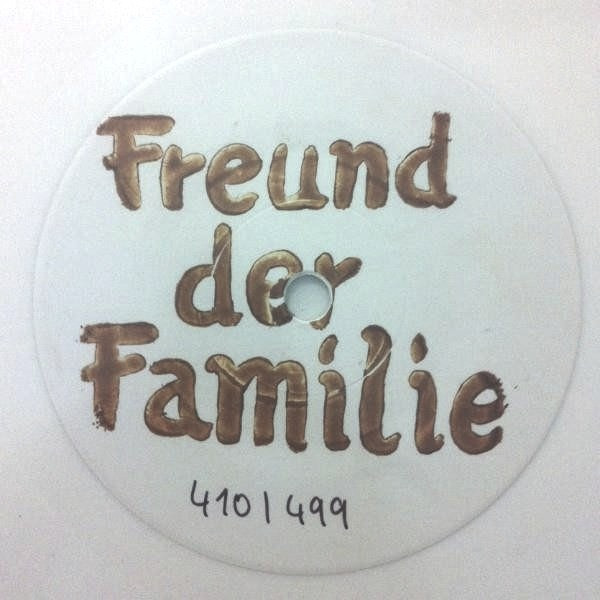 Freund
der
Familie
410/499